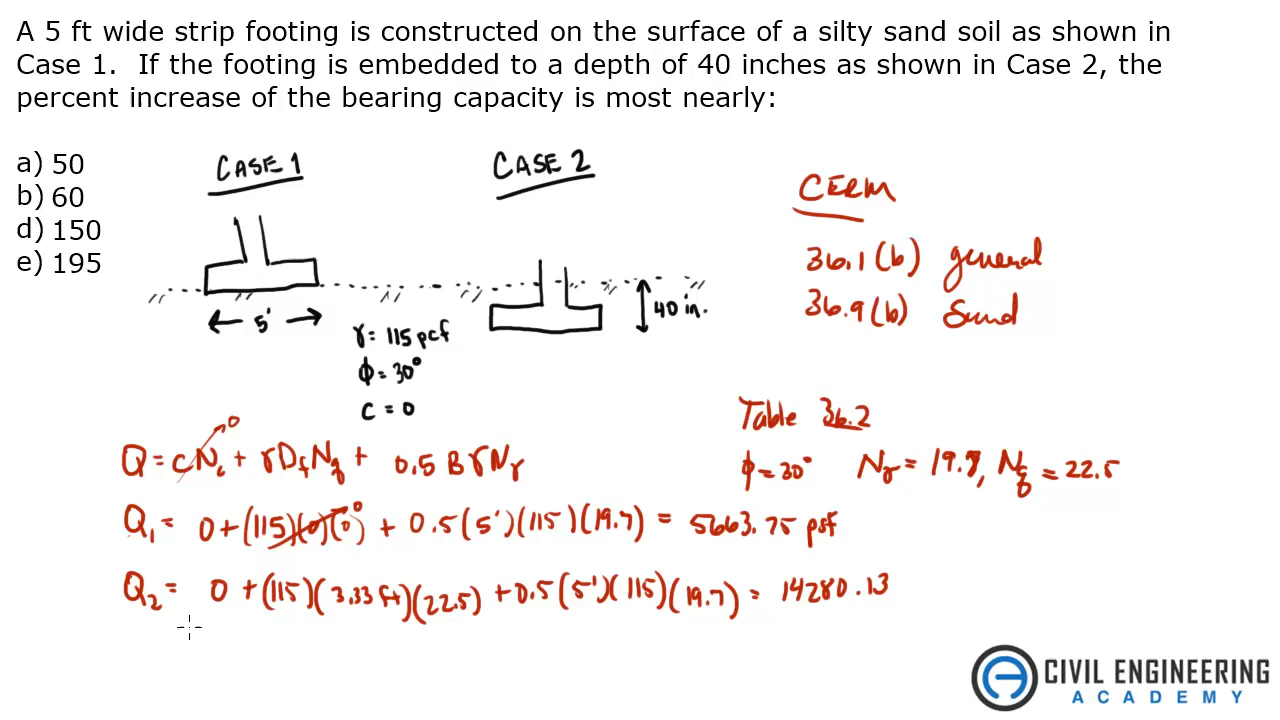 A 5 ft wide strip footing is constructed on the surface of a silty sand soil as shown in
Case 1. If the footing is embedded to a depth of 40 inches as shown in Case 2, the
percent increase of the bearing capacity is most nearly:
a) 50
b) 60
d) 150
e) 195
CASE 1
CASE 2
5'
40 in.
γ = 115 pcf
ϕ = 30°
c = 0
CERM
36.1(b) general
36.9(b) Sand
Table 36.2
ϕ = 30° Nγ = 19.7, Nq = 22.5
Q = cNc→0 + γDfNq + 0.5 B γ Nγ
Q1 = 0 + (115)(0)(0)→0 + 0.5(5')(115)(19.7) = 5663.75 psf
Q2 = 0 + (115)(3.33 ft)(22.5) + 0.5(5')(115)(19.7) = 14280.13
CIVIL ENGINEERING
ACADEMY